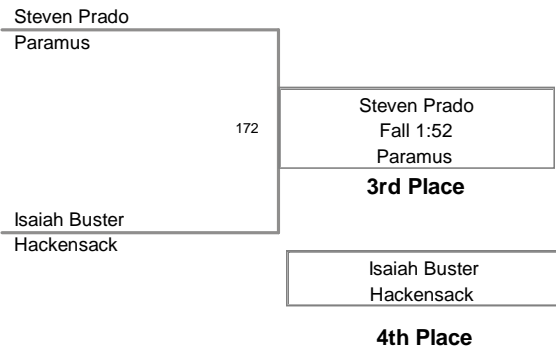 Steven Prado
Paramus
172
Steven Prado
Fall 1:52
Paramus
3rd Place
Isaiah Buster
Hackensack
Isaiah Buster
Hackensack
4th Place